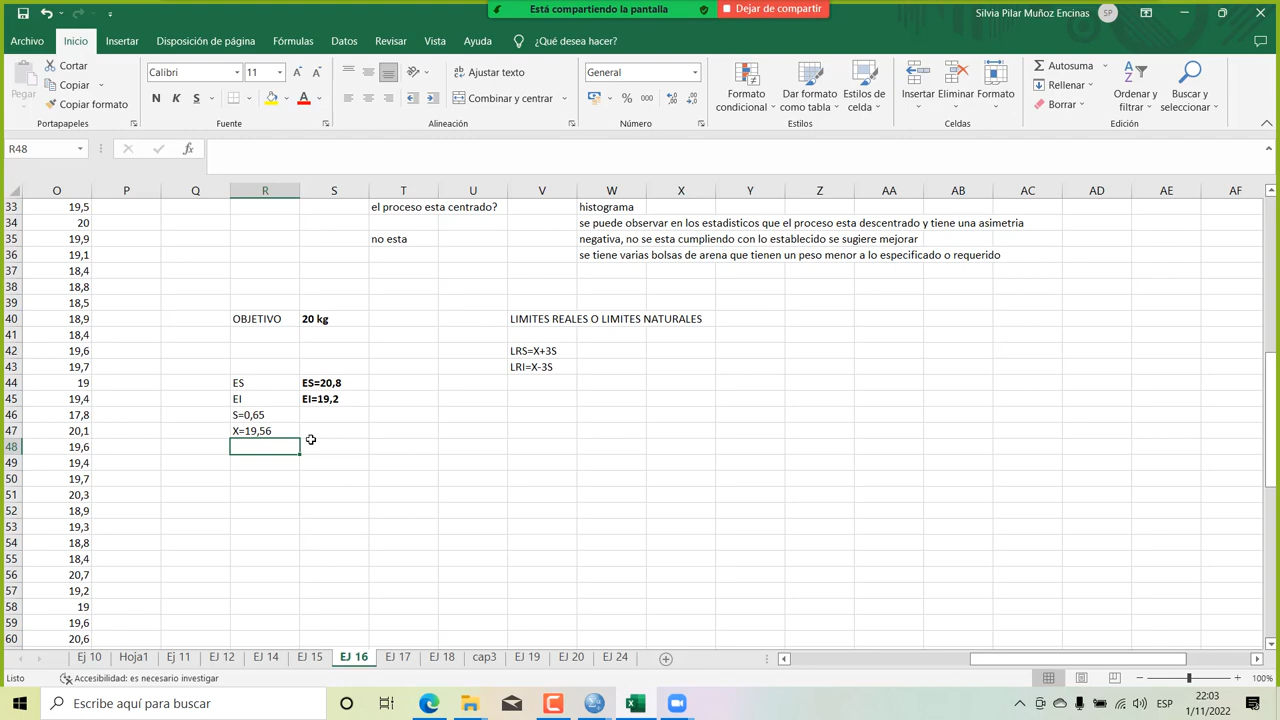 Está compartiendo la pantalla
Dejar de compartir
Silvia Pilar Muñoz Encinas
SP
Archivo Inicio Insertar Disposición de página Fórmulas Datos Revisar Vista Ayuda ¿Qué desea hacer?
Pegar
Cortar
Copiar
Copiar formato
Portapapeles
Calibri 11
N K S
Fuente
Ajustar texto
Combinar y centrar
Alineación
General
% 000
Número
Formato condicional
Dar formato como tabla
Estilos de celda
Estilos
Insertar Eliminar Formato
Celdas
Autosuma
Rellenar
Borrar
Ordenar y filtrar
Buscar y seleccionar
Edición
R48
fx
O P Q R S T U V W X Y Z AA AB AC AD AE AF
33 19,5 el proceso esta centrado? histograma
34 20 se puede observar en los estadisticos que el proceso esta descentrado y tiene una asimetria
35 19,9 no esta negativa, no se esta cumpliendo con lo establecido se sugiere mejorar
36 19,1 se tiene varias bolsas de arena que tienen un peso menor a lo especificado o requerido
37 18,4
38 18,8
39 18,5
40 18,9 OBJETIVO 20 kg LIMITES REALES O LIMITES NATURALES
41 18,4
42 19,6 LRS=X+3S
43 19,7 LRI=X-3S
44 19 ES ES=20,8
45 19,4 EI EI=19,2
46 17,8 S=0,65
47 20,1 X=19,56
48 19,6
49 19,4
50 19,7
51 20,3
52 18,9
53 19,3
54 18,8
55 18,4
56 20,7
57 19,2
58 19
59 19,6
60 20,6
Ej 10 Hoja1 Ej 11 EJ 12 EJ 14 EJ 15 EJ 16 EJ 17 EJ 18 cap3 EJ 19 EJ 20 EJ 24
Listo Accesibilidad: es necesario investigar 100%
Escribe aquí para buscar
ESP
22:03
1/11/2022